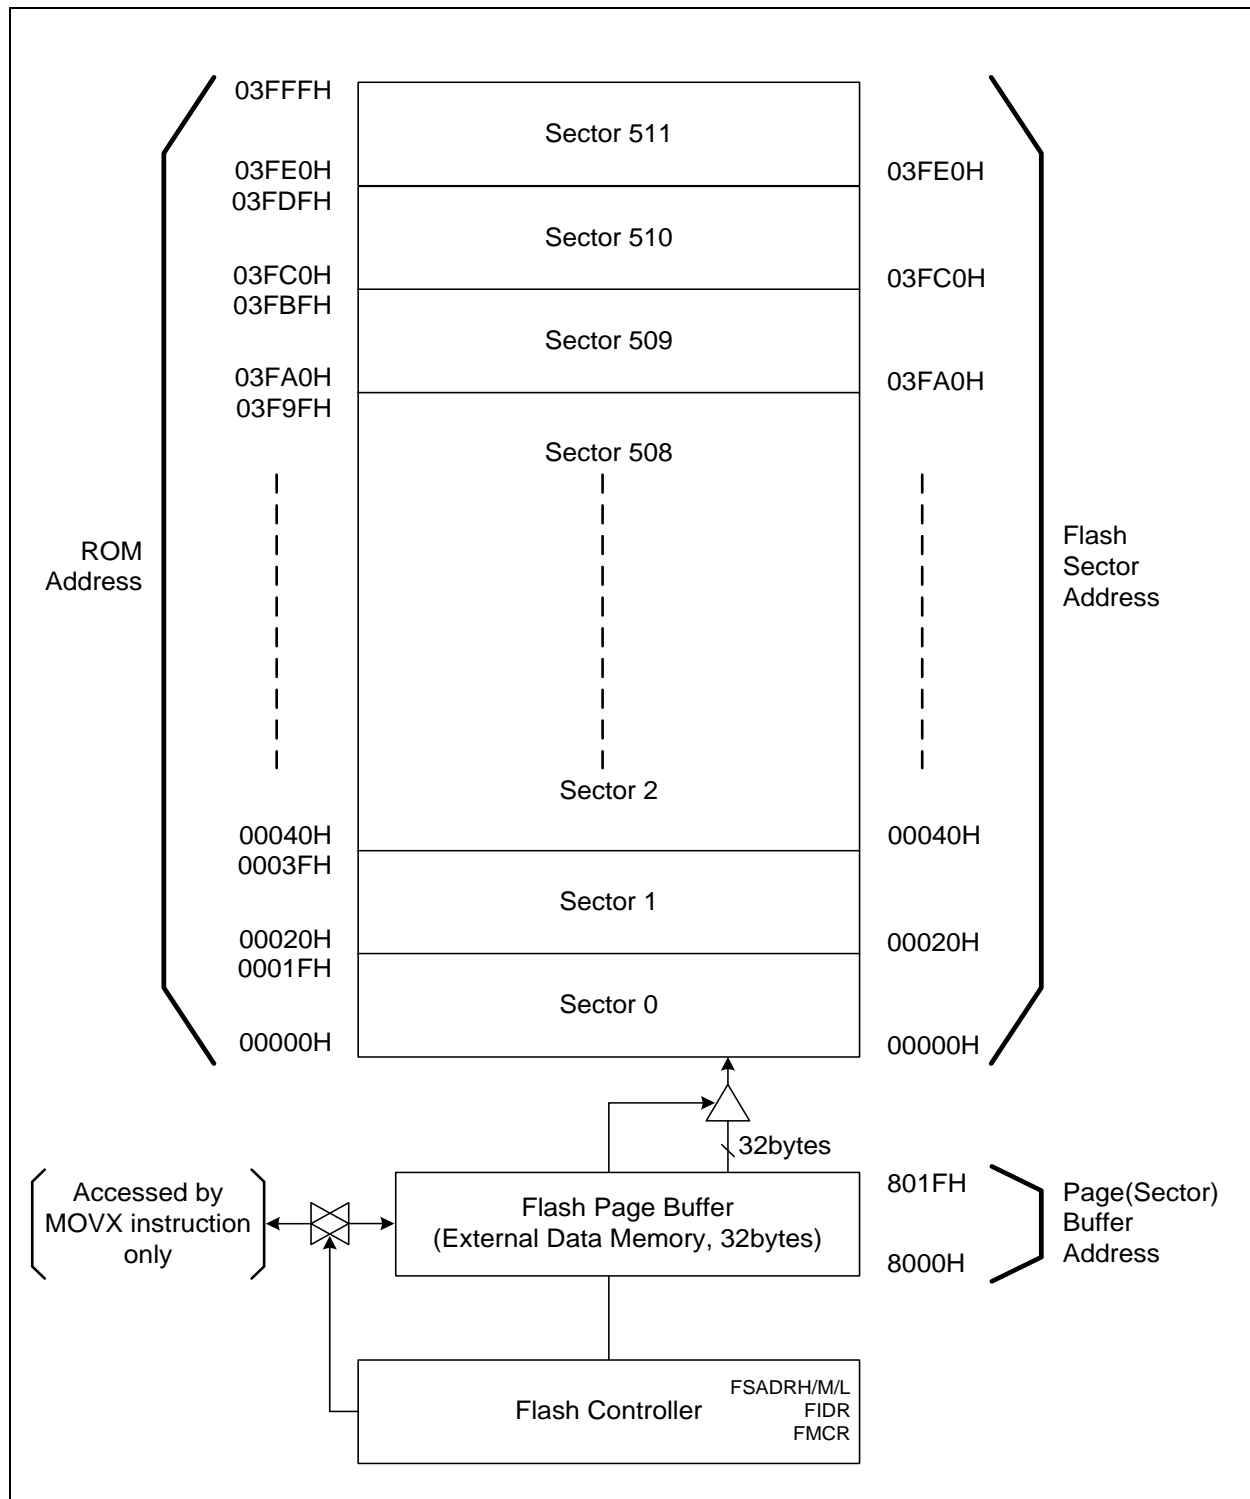 03FFFH
Sector 511
03FE0H
03FE0H
03FDFH
Sector 510
03FC0H
03FC0H
03FBFH
Sector 509
03FA0H
03FA0H
03F9FH
Sector 508
ROM
Address
Flash
Sector
Address
Sector 2
00040H
00040H
0003FH
Sector 1
00020H
00020H
0001FH
Sector 0
00000H
00000H
32bytes
Accessed by
MOVX instruction
only
Flash Page Buffer
(External Data Memory, 32bytes)
801FH
8000H
Page(Sector)
Buffer
Address
Flash Controller
FSADRH/M/L
FIDR
FMCR